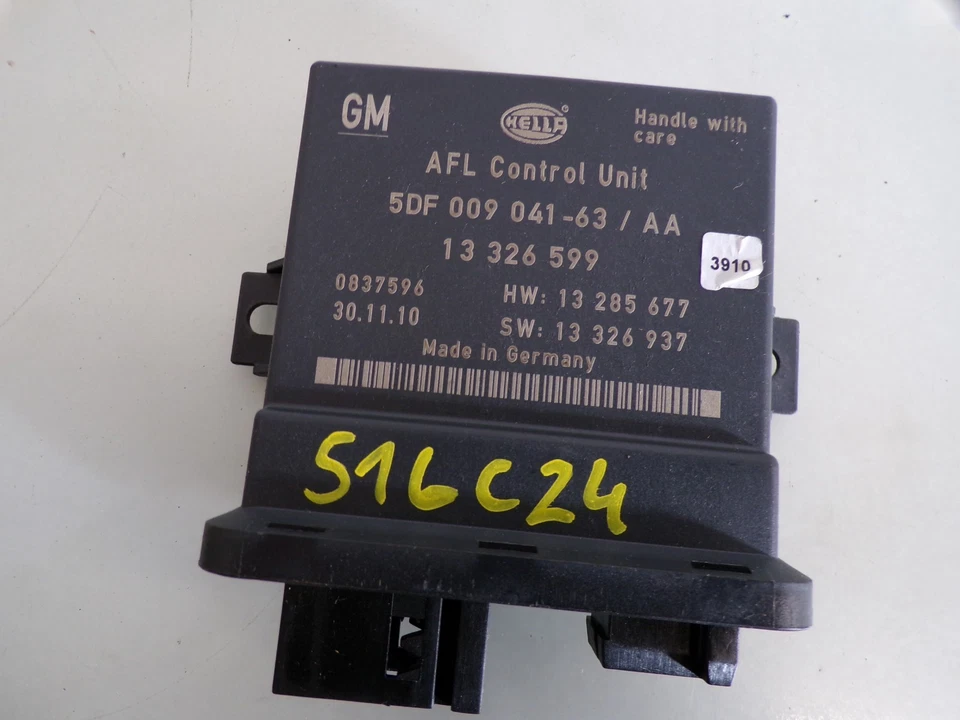 GM
HELLA
Handle with
care
AFL Control Unit
5DF 009 041-63 / AA
13 326 599
3910
0837596
HW: 13 285 677
30.11.10
SW: 13 326 937
Made in Germany
S16C24